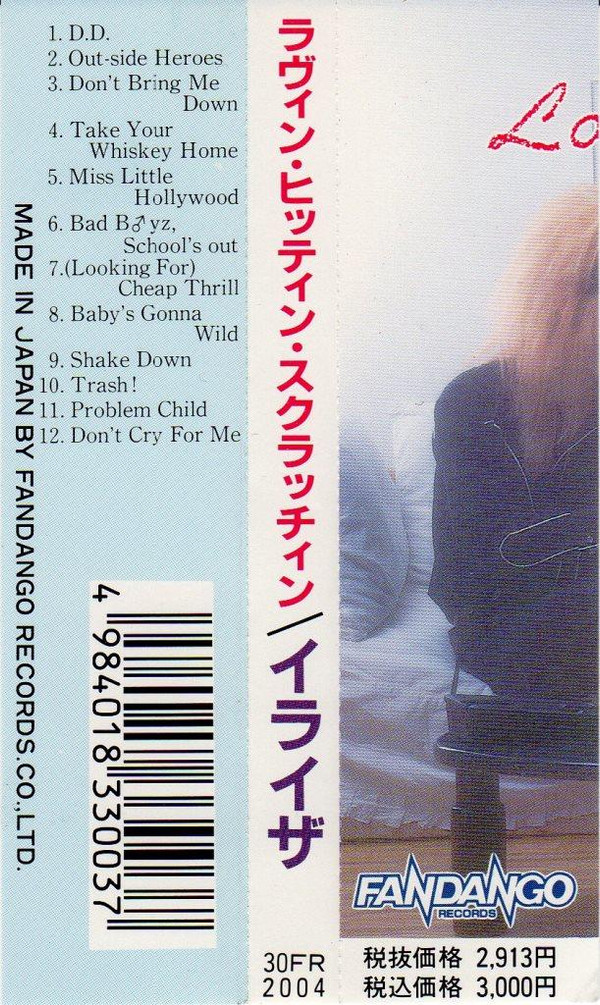 1. D.D.
2. Out-side Heroes
3. Don't Bring Me
Down
4. Take Your
Whiskey Home
5. Miss Little
Hollywood
6. Bad B♂yz,
School's out
7.(Looking For)
Cheap Thrill
8. Baby's Gonna
Wild
9. Shake Down
10. Trash!
11. Problem Child
12. Don't Cry For Me
MADE IN JAPAN BY FANDANGO RECORDS.CO.,LTD.
4 984018 330037
ラヴィン・ヒッティン・スクラッチィン/イライザ
30FR
2004
Lo
FANDANGO
RECORDS
税抜価格 2,913円
税込価格 3,000円